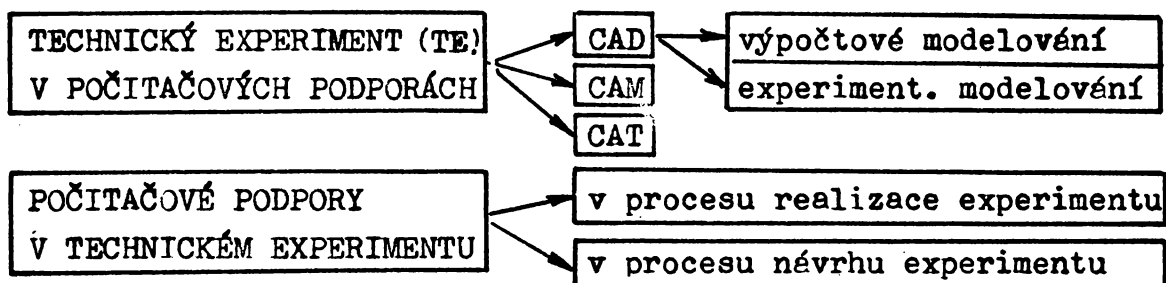 TECHNICKÝ EXPERIMENT (TE)
V POČITAČOVÝCH PODPORÁCH
CAD
CAM
CAT
výpočtové modelování
experiment. modelování
POČITAČOVÉ PODPORY
V TECHNICKÉM EXPERIMENTU
v procesu realizace experimentu
v procesu návrhu experimentu